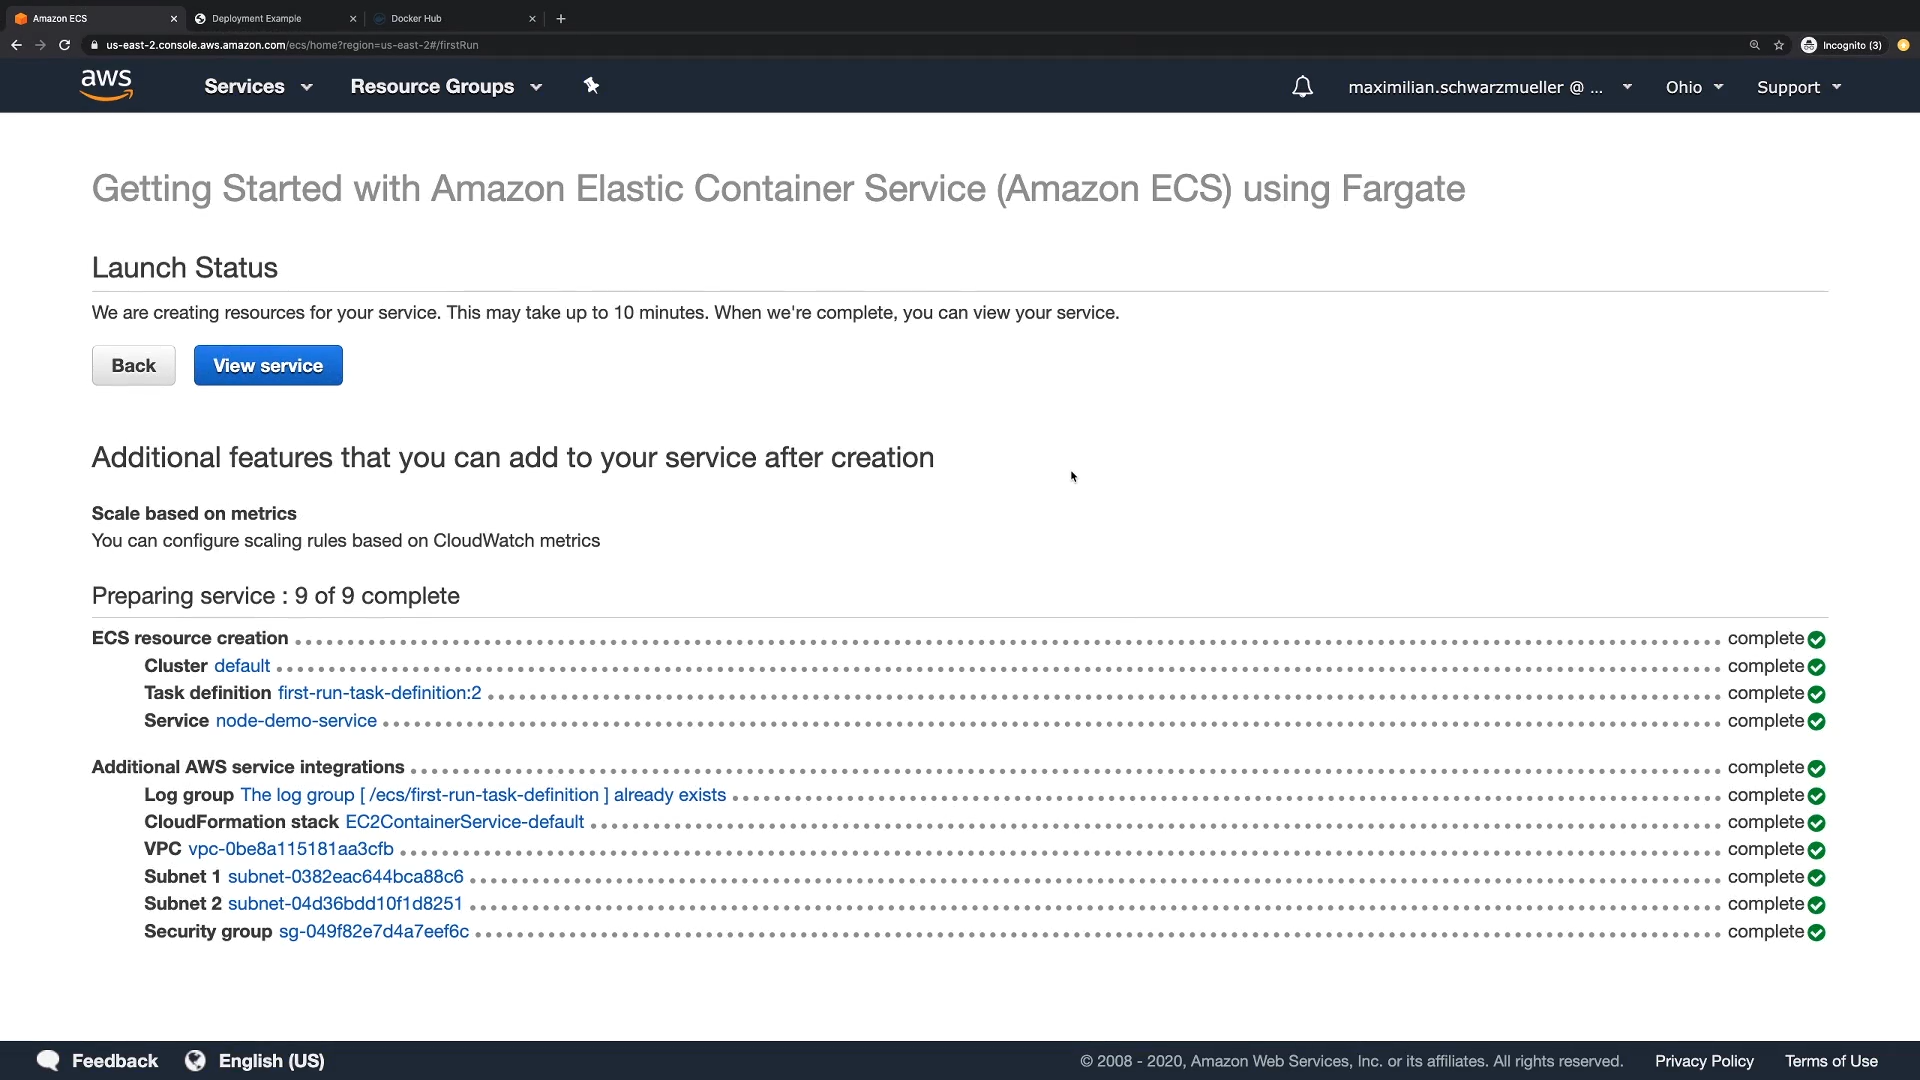 Amazon ECS
Deployment Example
Docker Hub
us-east-2.console.aws.amazon.com/ecs/home?region=us-east-2#/firstRun
Incognito (3)
aws
Services
Resource Groups
maximilian.schwarzmueller @ ...
Ohio
Support
Getting Started with Amazon Elastic Container Service (Amazon ECS) using Fargate
Launch Status
We are creating resources for your service. This may take up to 10 minutes. When we're complete, you can view your service.
Back
View service
Additional features that you can add to your service after creation
Scale based on metrics
You can configure scaling rules based on CloudWatch metrics
Preparing service : 9 of 9 complete
ECS resource creation complete
Cluster default complete
Task definition first-run-task-definition:2 complete
Service node-demo-service complete
Additional AWS service integrations complete
Log group The log group [ /ecs/first-run-task-definition ] already exists complete
CloudFormation stack EC2ContainerService-default complete
VPC vpc-0be8a115181aa3cfb complete
Subnet 1 subnet-0382eac644bca88c6 complete
Subnet 2 subnet-04d36bdd10f1d8251 complete
Security group sg-049f82e7d4a7eef6c complete
Feedback
English (US)
© 2008 - 2020, Amazon Web Services, Inc. or its affiliates. All rights reserved.
Privacy Policy
Terms of Use